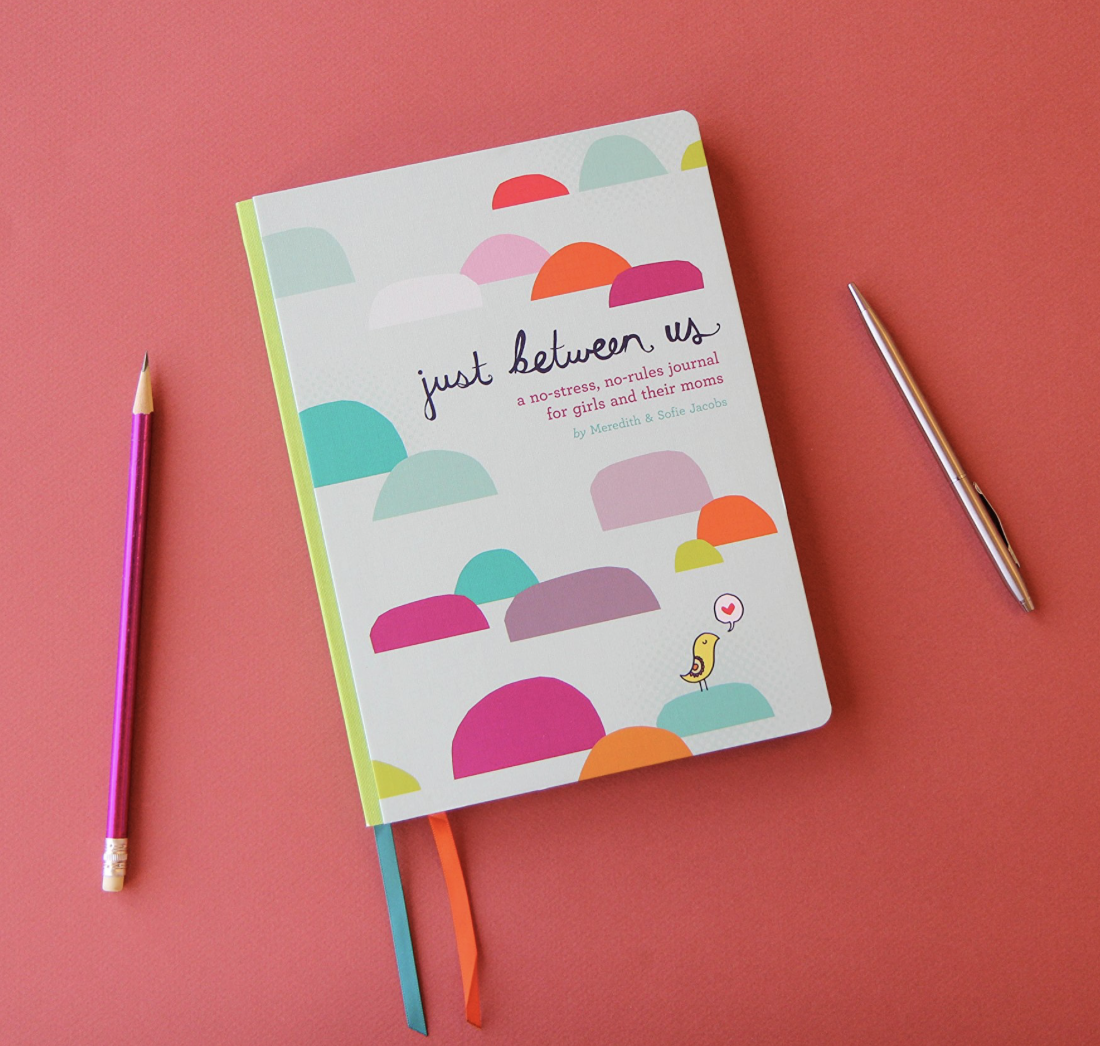 just between us
a no-stress, no-rules journal
for girls and their moms
by Meredith & Sofie Jacobs